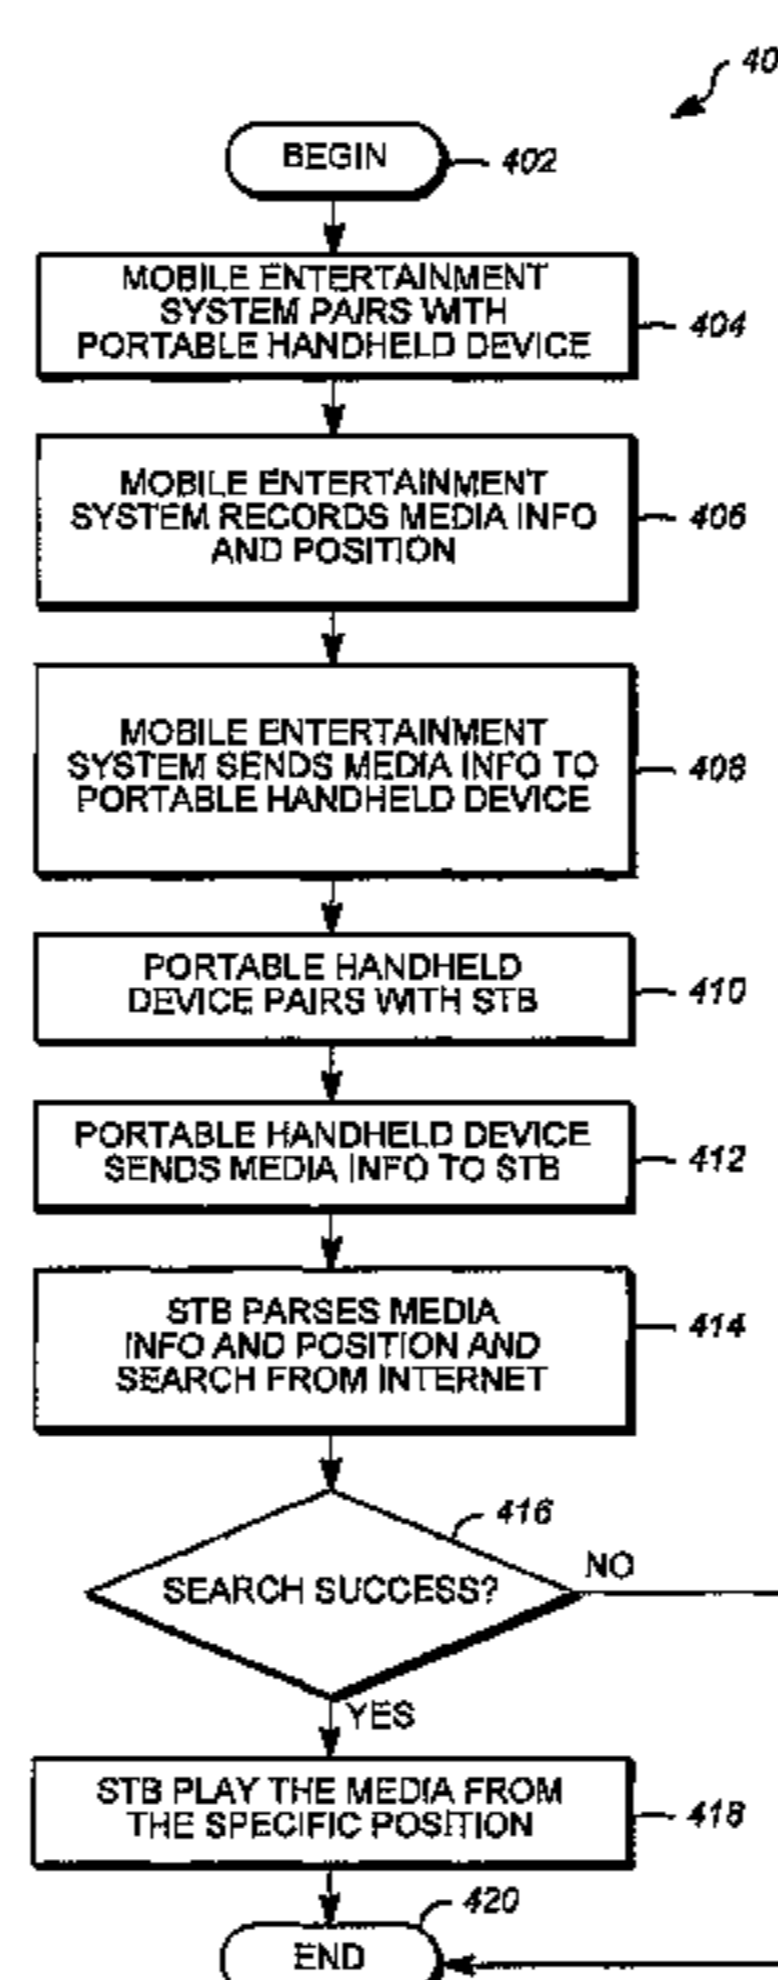 40
BEGIN
402
MOBILE ENTERTAINMENT
SYSTEM PAIRS WITH
PORTABLE HANDHELD DEVICE
404
MOBILE ENTERTAINMENT
SYSTEM RECORDS MEDIA INFO
AND POSITION
406
MOBILE ENTERTAINMENT
SYSTEM SENDS MEDIA INFO TO
PORTABLE HANDHELD DEVICE
408
PORTABLE HANDHELD
DEVICE PAIRS WITH STB
410
PORTABLE HANDHELD DEVICE
SENDS MEDIA INFO TO STB
412
STB PARSES MEDIA
INFO AND POSITION AND
SEARCH FROM INTERNET
414
416
SEARCH SUCCESS?
NO
YES
STB PLAY THE MEDIA FROM
THE SPECIFIC POSITION
418
420
END